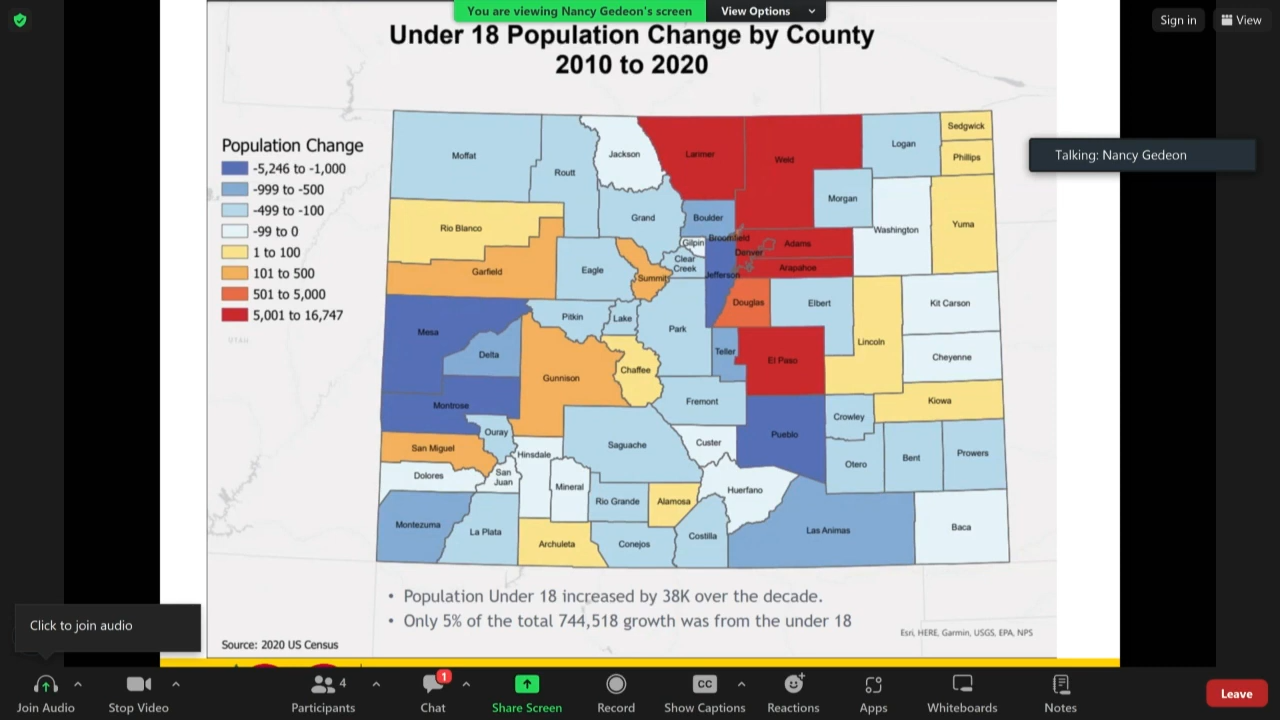 You are viewing Nancy Gedeon's screen
View Options
Sign in
View
Under 18 Population Change by County
2010 to 2020
Talking: Nancy Gedeon
Population Change
-5,246 to -1,000
-999 to -500
-499 to -100
-99 to 0
1 to 100
101 to 500
501 to 5,000
5,001 to 16,747
UTAH
Moffat
Routt
Jackson
Larimer
Weld
Logan
Sedgwick
Phillips
Rio Blanco
Grand
Boulder
Morgan
Washington
Yuma
Garfield
Eagle
Summit
Gilpin
Clear
Creek
Broomfield
Denver
Jefferson
Adams
Arapahoe
Mesa
Pitkin
Lake
Park
Douglas
Elbert
Kit Carson
Delta
Gunnison
Chaffee
Teller
El Paso
Lincoln
Cheyenne
Montrose
Fremont
Crowley
Kiowa
Ouray
San Miguel
Saguache
Custer
Pueblo
Otero
Bent
Prowers
Dolores
San
Juan
Hinsdale
Mineral
Rio Grande
Alamosa
Huerfano
Montezuma
La Plata
Archuleta
Conejos
Costilla
Las Animas
Baca
• Population Under 18 increased by 38K over the decade.
• Only 5% of the total 744,518 growth was from the under 18
Esri, HERE, Garmin, USGS, EPA, NPS
Source: 2020 US Census
Click to join audio
4
1
CC
Join Audio
Stop Video
Participants
Chat
Share Screen
Record
Show Captions
Reactions
Apps
Whiteboards
Notes
Leave